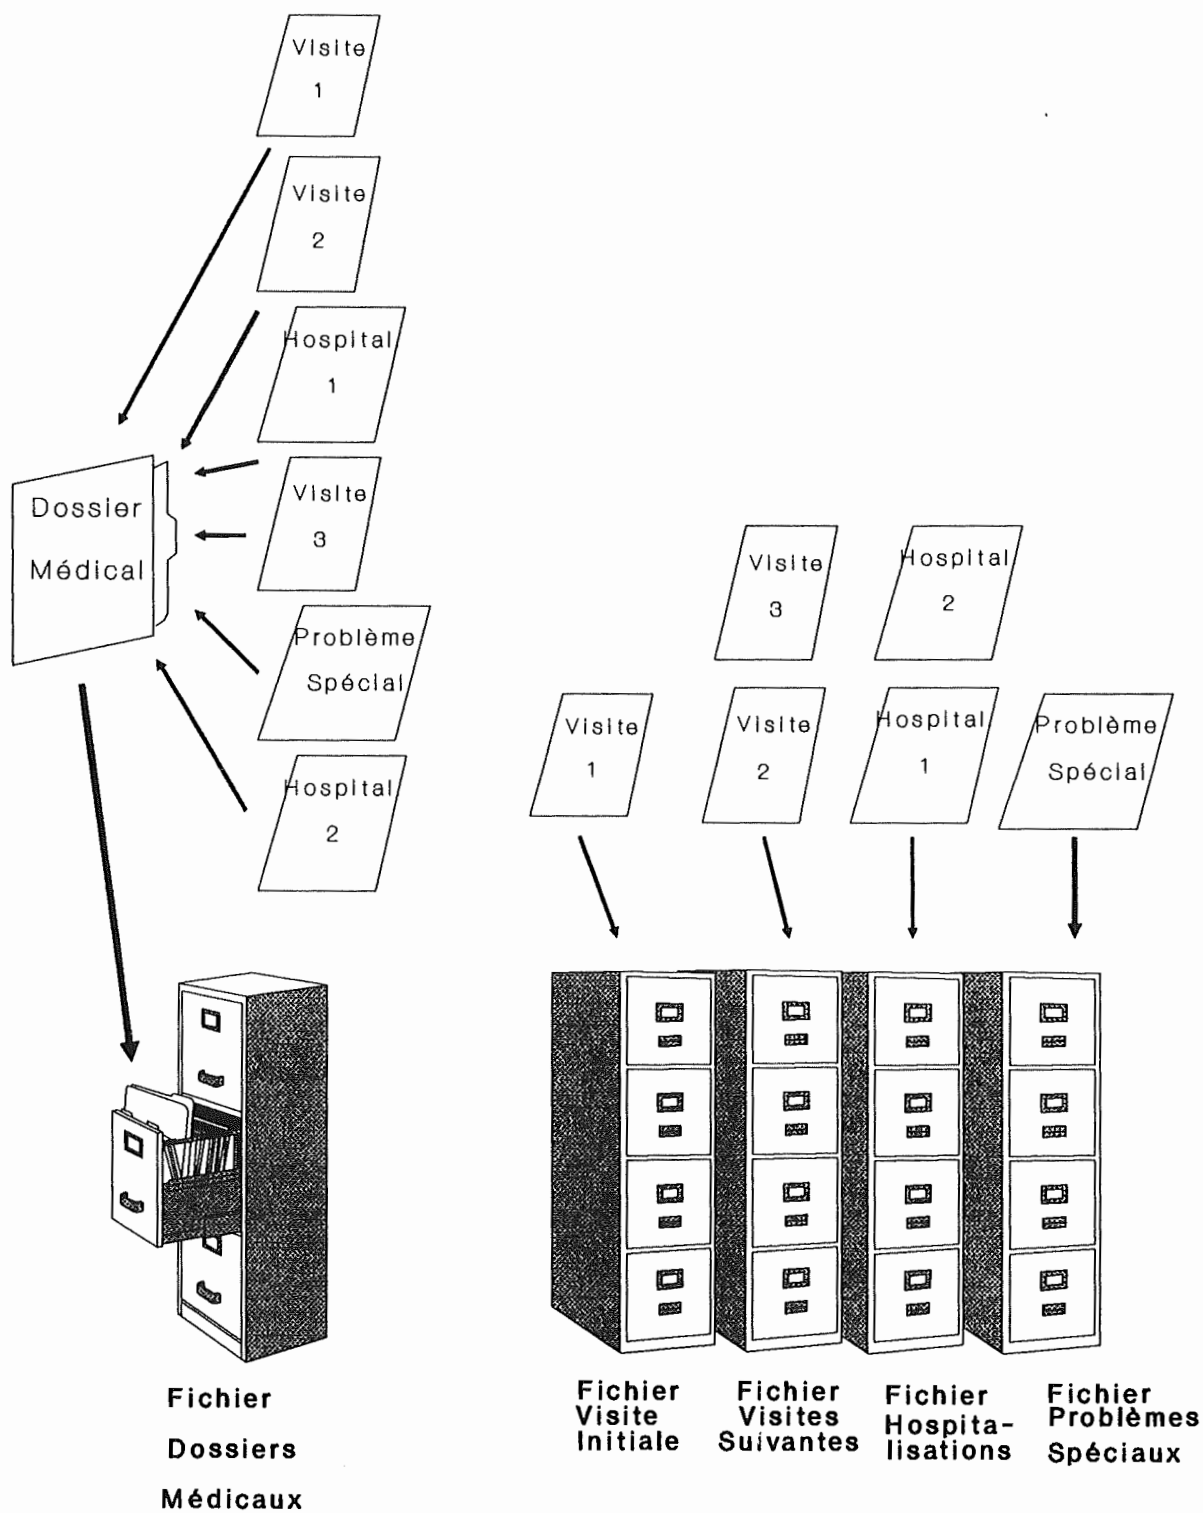 Visite
1
Visite
2
Hospital
1
Dossier
Médical
Visite
3
Problème
Spécial
Hospital
2
Visite
3
Hospital
2
Visite
1
Visite
2
Hospital
1
Problème
Spécial
Fichier
Dossiers
Médicaux
Fichier
Visite
Initiale
Fichier
Visites
Suivantes
Fichier
Hospita-
lisations
Fichier
Problèmes
Spéciaux